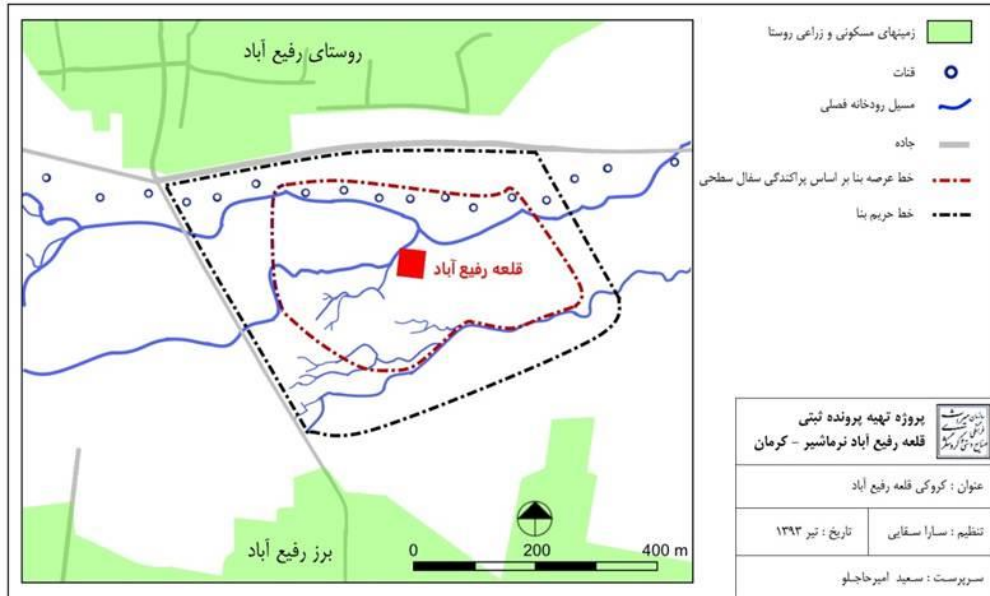 روستای رفیع آباد
قلعه رفیع آباد
برز رفیع آباد
0 200 400 m
زمینهای مسکونی و زراعی روستا
قنات
مسیل رودخانه فصلی
جاده
خط عرصه بنا بر اساس پراکندگی سفال سطحی
خط حریم بنا
پروژه تهیه پرونده ثبتی
قلعه رفیع آباد نرماشیر - کرمان
عنوان : کروکی قلعه رفیع آباد
تنظیم : سارا سقایی
تاریخ : تیر ۱۳۹۳
سرپرست : سعید امیرحاجلو